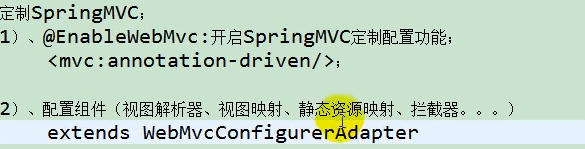 定制SpringMVC；
1）、@EnableWebMvc:开启SpringMVC定制配置功能；
<mvc:annotation-driven/>；
2）、配置组件（视图解析器、视图映射、静态资源映射、拦截器。。。）
extends WebMvcConfigurerAdapter